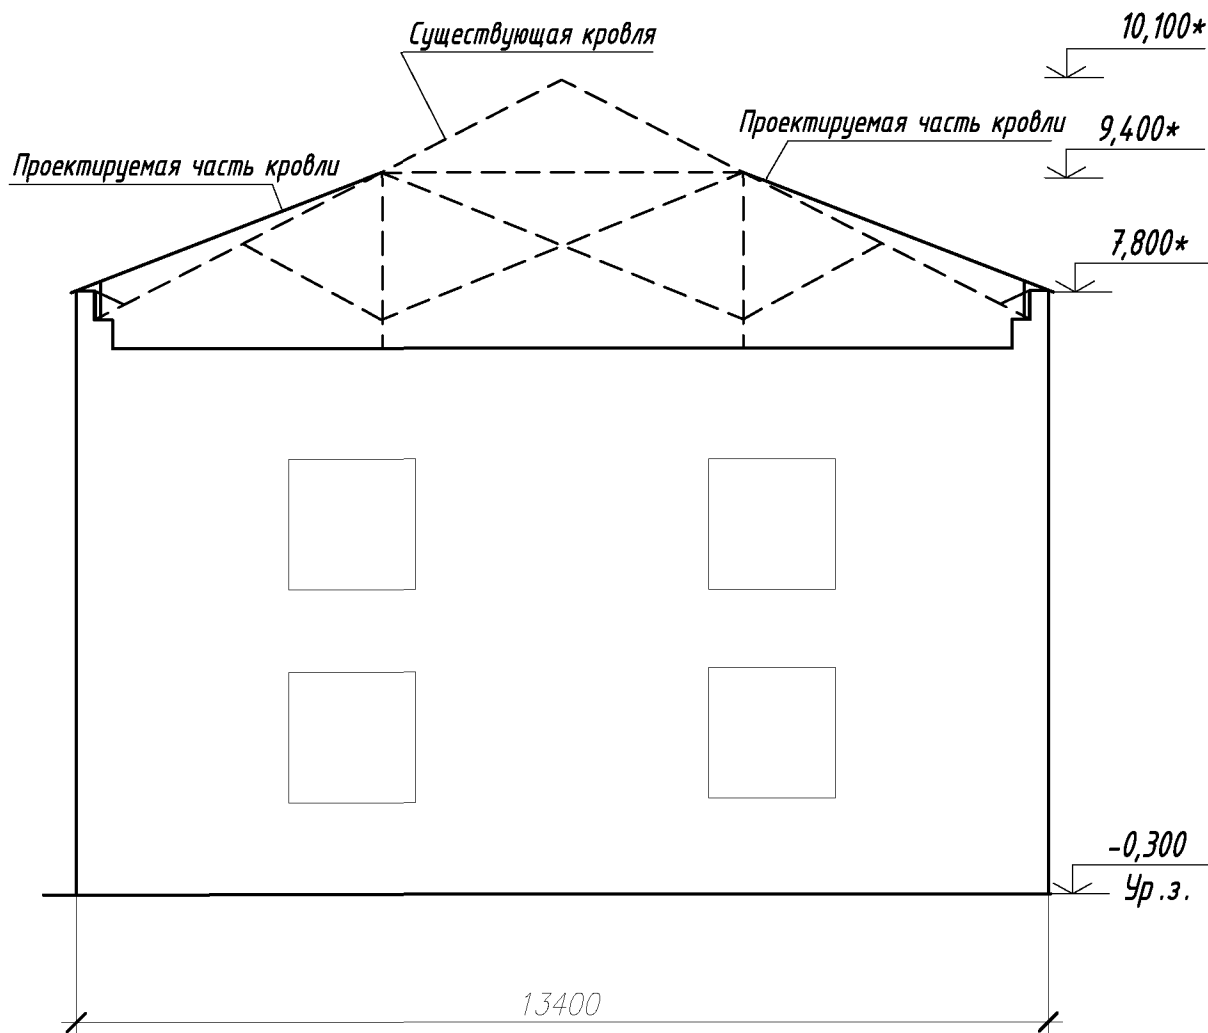 Существующая кровля
10,100*
Проектируемая часть кровли
9,400*
Проектируемая часть кровли
7,800*
-0,300
Ур.з.
13400